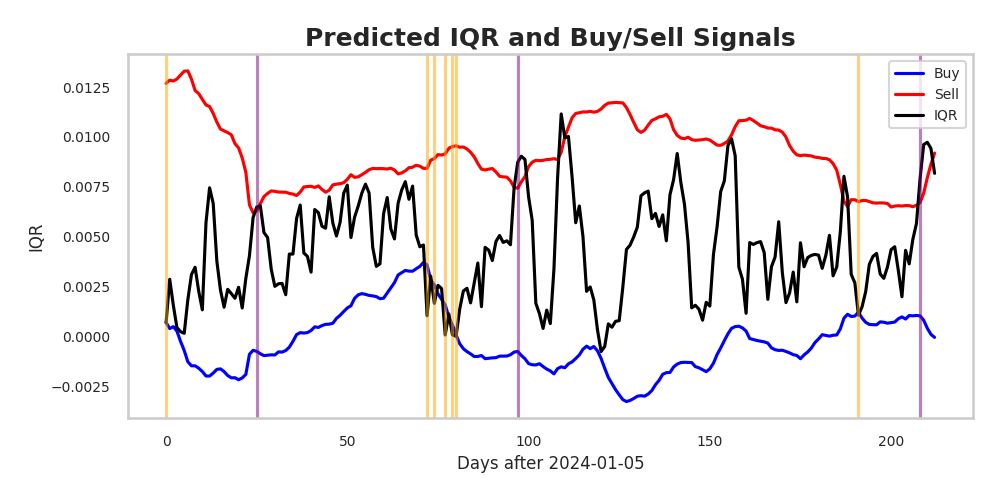 Predicted IQR and Buy/Sell Signals
Buy
Sell
IQR
0.0125
0.0100
0.0075
0.0050
0.0025
0.0000
−0.0025
IQR
0
50
100
150
200
Days after 2024-01-05